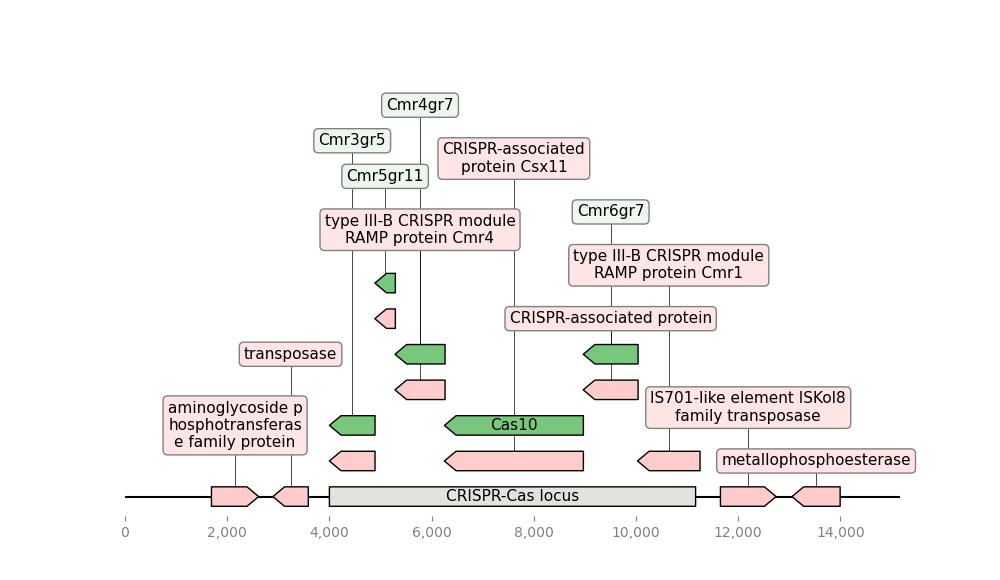 Cmr4gr7
Cmr3gr5
CRISPR-associated
protein Csx11
Cmr5gr11
Cmr6gr7
type III-B CRISPR module
RAMP protein Cmr4
type III-B CRISPR module
RAMP protein Cmr1
CRISPR-associated protein
transposase
IS701-like element ISKol8
family transposase
aminoglycoside p
hosphotransferas
e family protein
Cas10
metallophosphoesterase
CRISPR-Cas locus
0
2,000
4,000
6,000
8,000
10,000
12,000
14,000